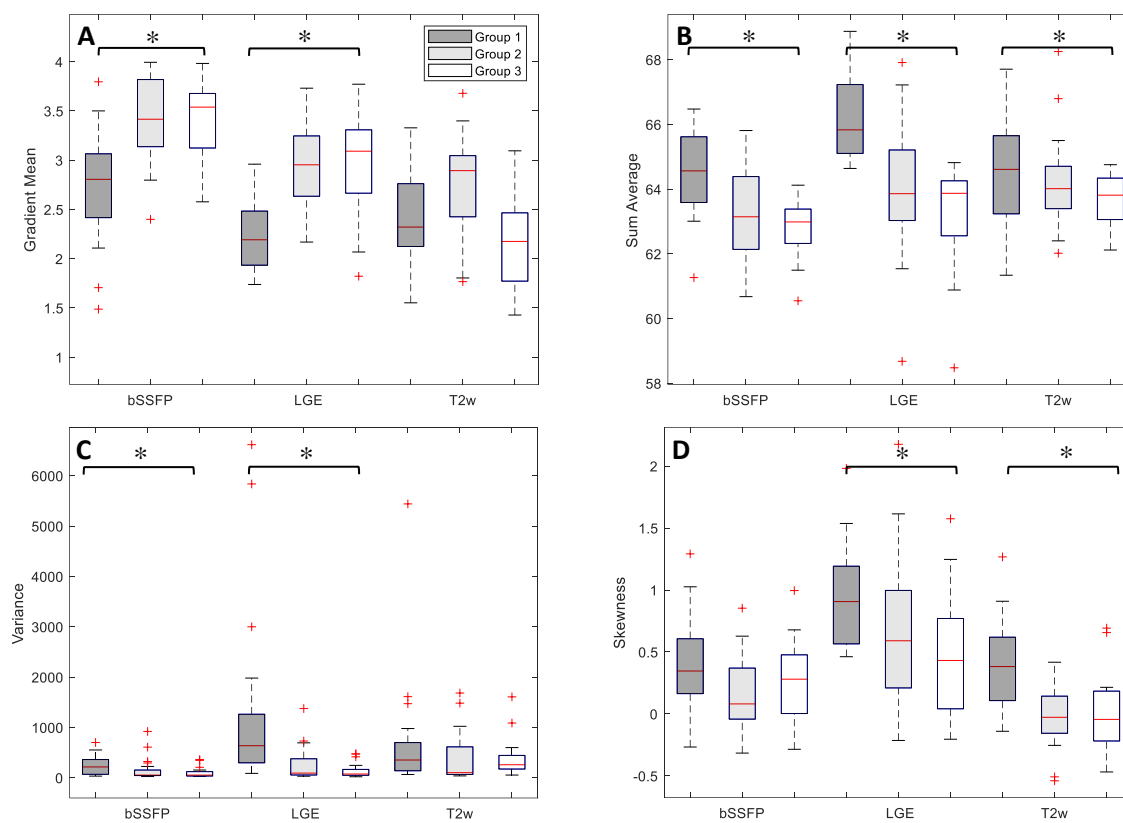 A
*
*
Group 1
Group 2
Group 3
4
3.5
3
2.5
2
1.5
1
Gradient Mean
bSSFP
LGE
T2w
B
*
*
*
68
66
64
62
60
58
Sum Average
bSSFP
LGE
T2w
C
*
*
6000
5000
4000
3000
2000
1000
0
Variance
bSSFP
LGE
T2w
D
*
*
2
1.5
1
0.5
0
-0.5
Skewness
bSSFP
LGE
T2w